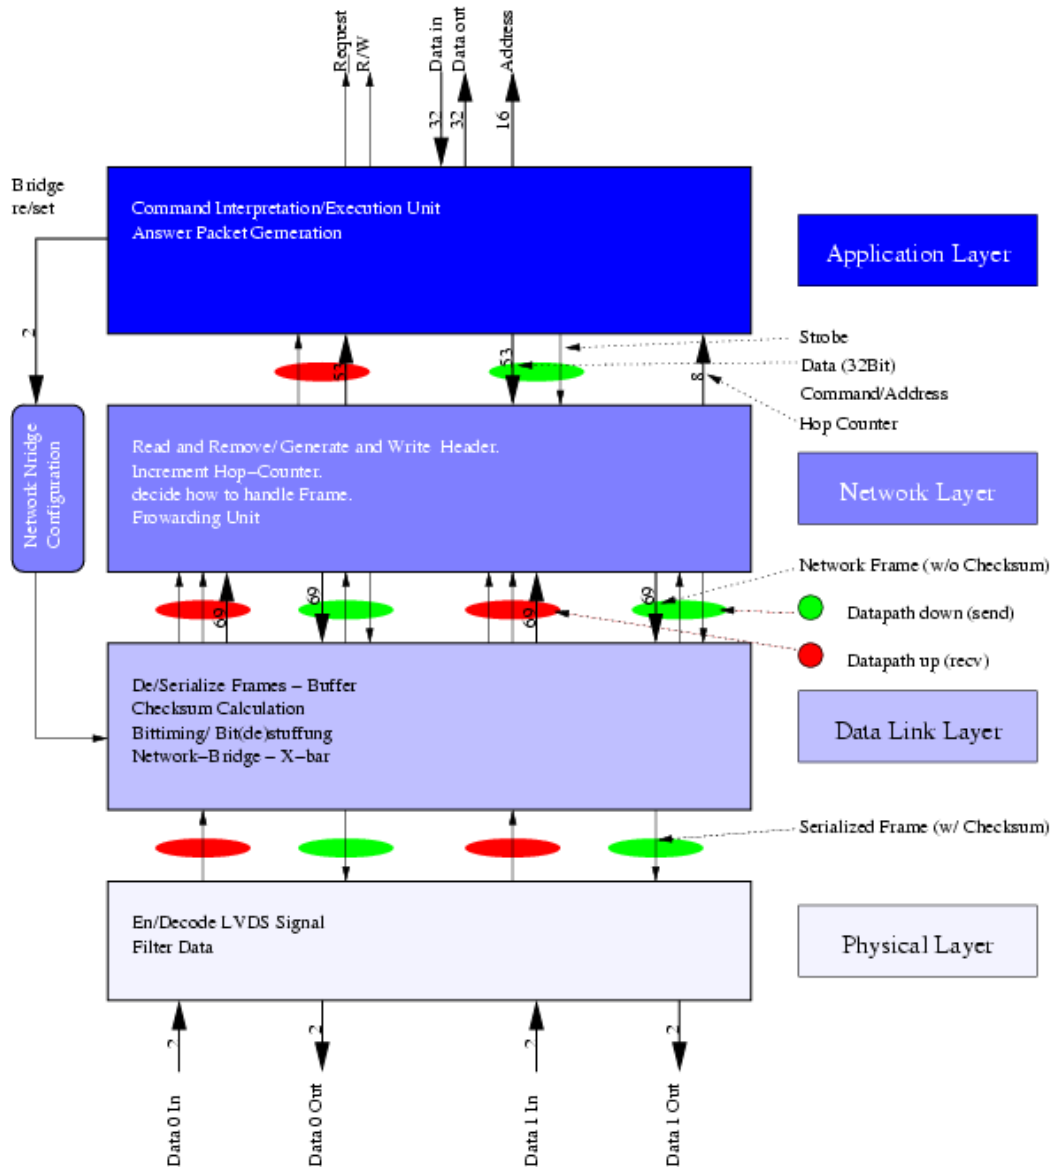 Request
R/W
Data in
Data out
Address
32
32
16
Bridge
re/set
Command Interpretation/Execution Unit
Answer Packet Gerneration
Application Layer
2
53
53
8
Strobe
Data (32Bit)
Command/Address
Hop Counter
Network Nridge
Configuration
Read and Remove/ Generate and Write Header.
Increment Hop-Counter.
decide how to handle Frame.
Frowarding Unit
Network Layer
69
69
69
69
Network Frame (w/o Checksum)
Datapath down (send)
Datapath up (recv)
De/Serialize Frames - Buffer
Checksum Calculation
Bittiming/ Bit(de)stuffung
Network-Bridge - X-bar
Data Link Layer
Serialized Frame (w/ Checksum)
En/Decode LVDS Signal
Filter Data
Physical Layer
2
2
2
2
Data 0 In
Data 0 Out
Data 1 In
Data 1 Out